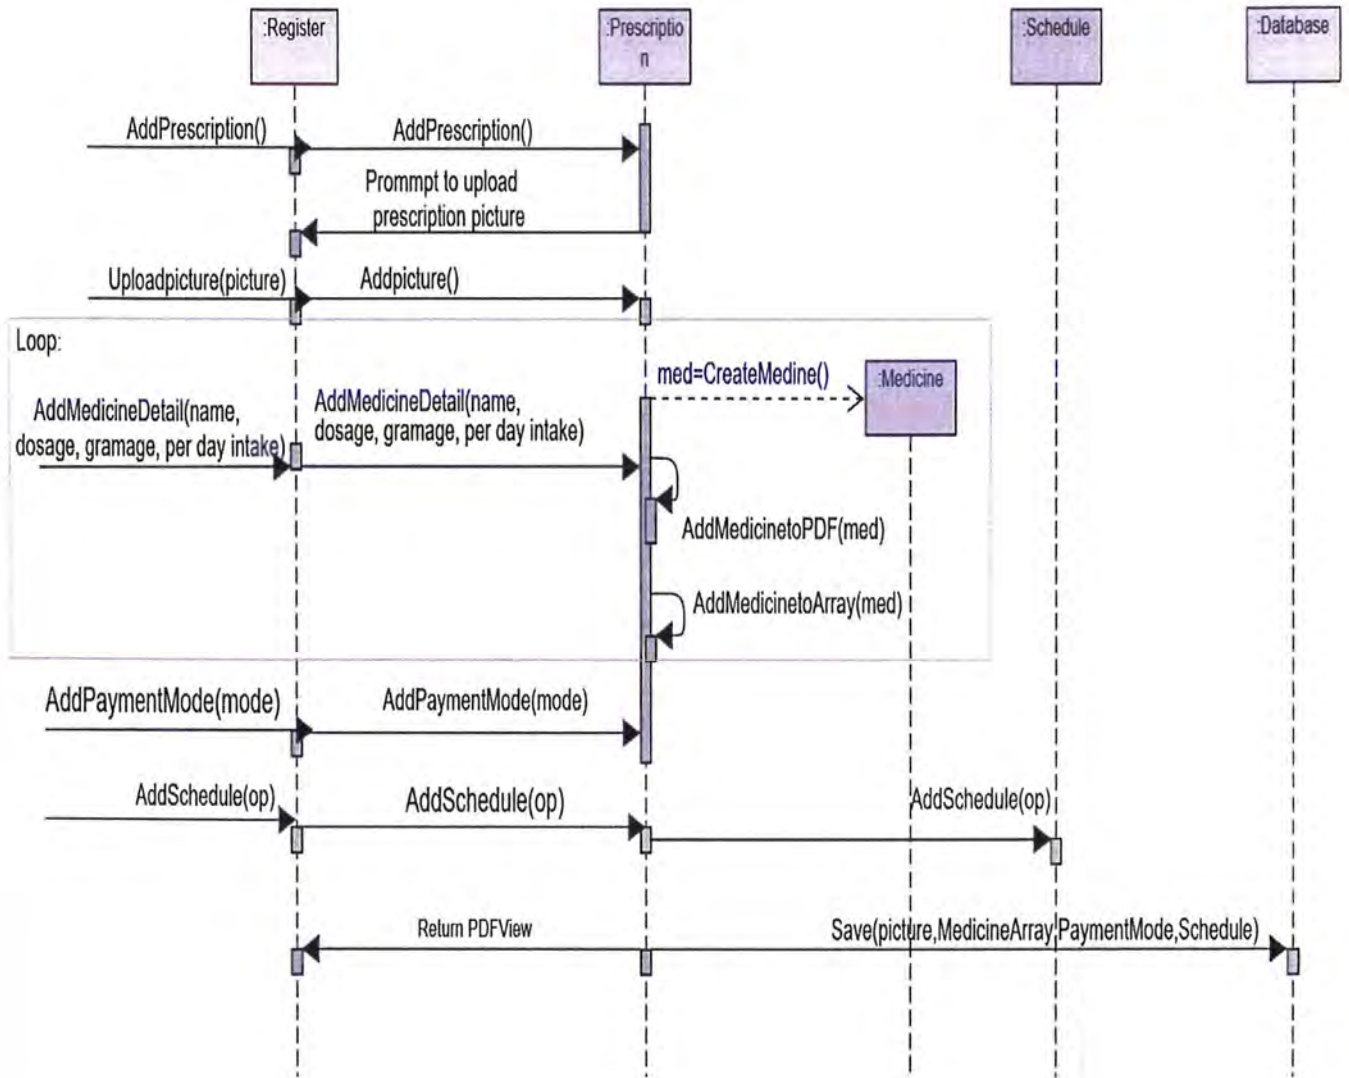 :Register
:Prescriptio
n
:Schedule
:Database
AddPrescription()
AddPrescription()
Prommpt to upload
prescription picture
Uploadpicture(picture)
Addpicture()
Loop:
med=CreateMedine()
:Medicine
AddMedicineDetail(name,
dosage, gramage, per day intake)
AddMedicineDetail(name,
dosage, gramage, per day intake)
AddMedicinetoPDF(med)
AddMedicinetoArray(med)
AddPaymentMode(mode)
AddPaymentMode(mode)
AddSchedule(op)
AddSchedule(op)
AddSchedule(op)
Return PDFView
Save(picture,MedicineArray,PaymentMode,Schedule)